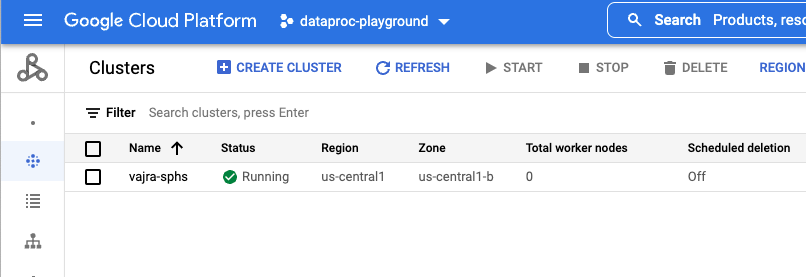 Google Cloud Platform dataproc-playground Search Products, resc
Clusters CREATE CLUSTER REFRESH START STOP DELETE REGION
Filter Search clusters, press Enter
Name Status Region Zone Total worker nodes Scheduled deletion
vajra-sphs Running us-central1 us-central1-b 0 Off